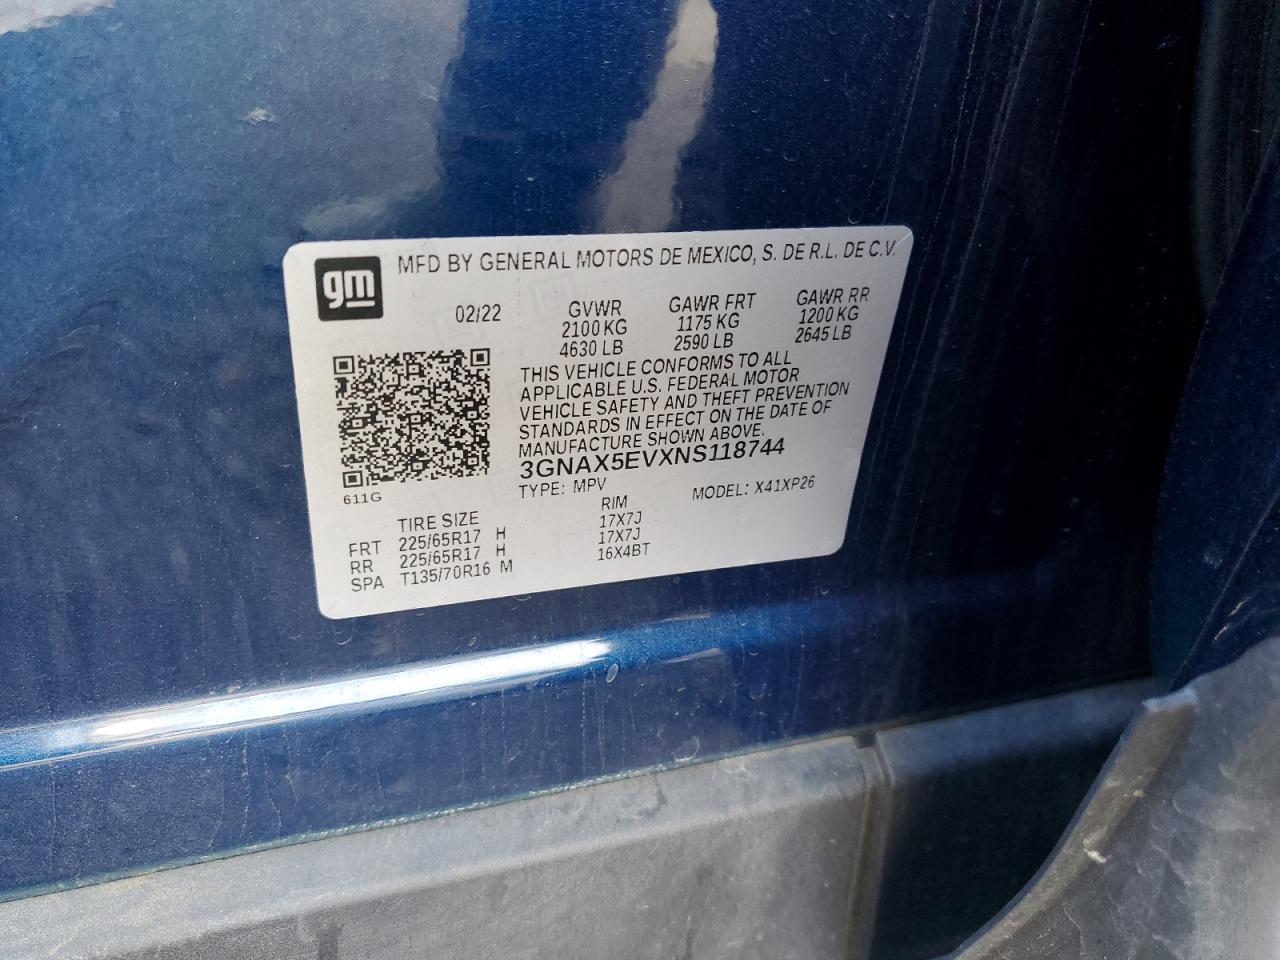 gm
MFD BY GENERAL MOTORS DE MEXICO, S. DE R.L. DE C.V.
02/22 GVWR GAWR FRT GAWR RR
2100 KG 1175 KG 1200 KG
4630 LB 2590 LB 2645 LB
THIS VEHICLE CONFORMS TO ALL
APPLICABLE U.S. FEDERAL MOTOR
VEHICLE SAFETY AND THEFT PREVENTION
STANDARDS IN EFFECT ON THE DATE OF
MANUFACTURE SHOWN ABOVE.
3GNAX5EVXNS118744
611G
TYPE: MPV MODEL: X41XP26
TIRE SIZE RIM
FRT 225/65R17 H 17X7J
RR 225/65R17 H 17X7J
SPA T135/70R16 M 16X4BT